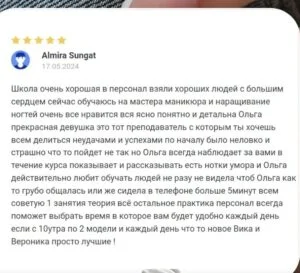 Almira Sungat
17.05.2024
Школа очень хорошая в персонал взяли хороших людей с большим
сердцем сейчас обучаюсь на мастера маникюра и наращивание
ногтей очень все нравится вся ясно понятно и детально Ольга
прекрасная девушка это тот преподаватель с которым ты хочешь
всем делиться неудачами и успехами по началу было неловко и
страшно что то пойдет не так но Ольга всегда наблюдает за вами в
течение курса показывает и рассказывать есть нотки умора и Ольга
действительно любит обучать людей не разу не видела чтоб Ольга как
то грубо общалась или же сидела в телефоне больше 5минут всем
советую 1 занятия теория всё остальное практика персонал всегда
поможет выбрать время в которое вам будет удобно каждый день
если с 10утра по 2 модели и каждый день что то новое Вика и
Вероника просто лучшие !